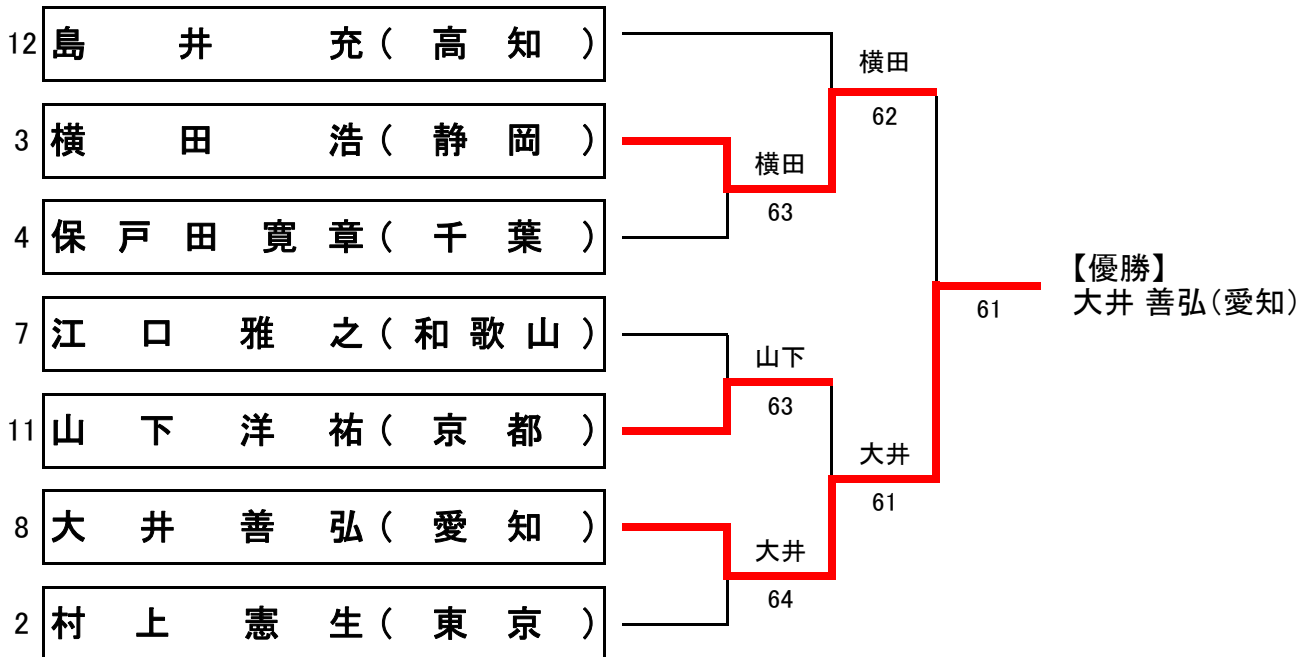 12 島井充(高知)
横田
62
3 横田浩(静岡)
横田
63
4 保戸田寛章(千葉)
【優勝】
大井 善弘(愛知)
61
7 江口雅之(和歌山)
山下
63
11 山下洋祐(京都)
大井
61
8 大井善弘(愛知)
大井
64
2 村上憲生(東京)